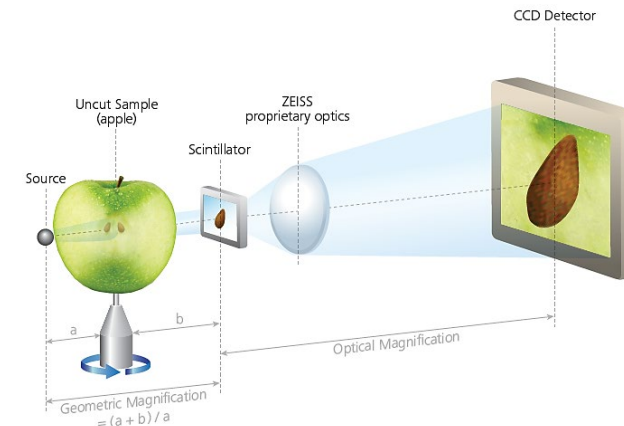 CCD Detector
ZEISS
proprietary optics
Uncut Sample
(apple)
Scintillator
Source
a
b
Optical Magnification
Geometric Magnification
= (a + b) / a